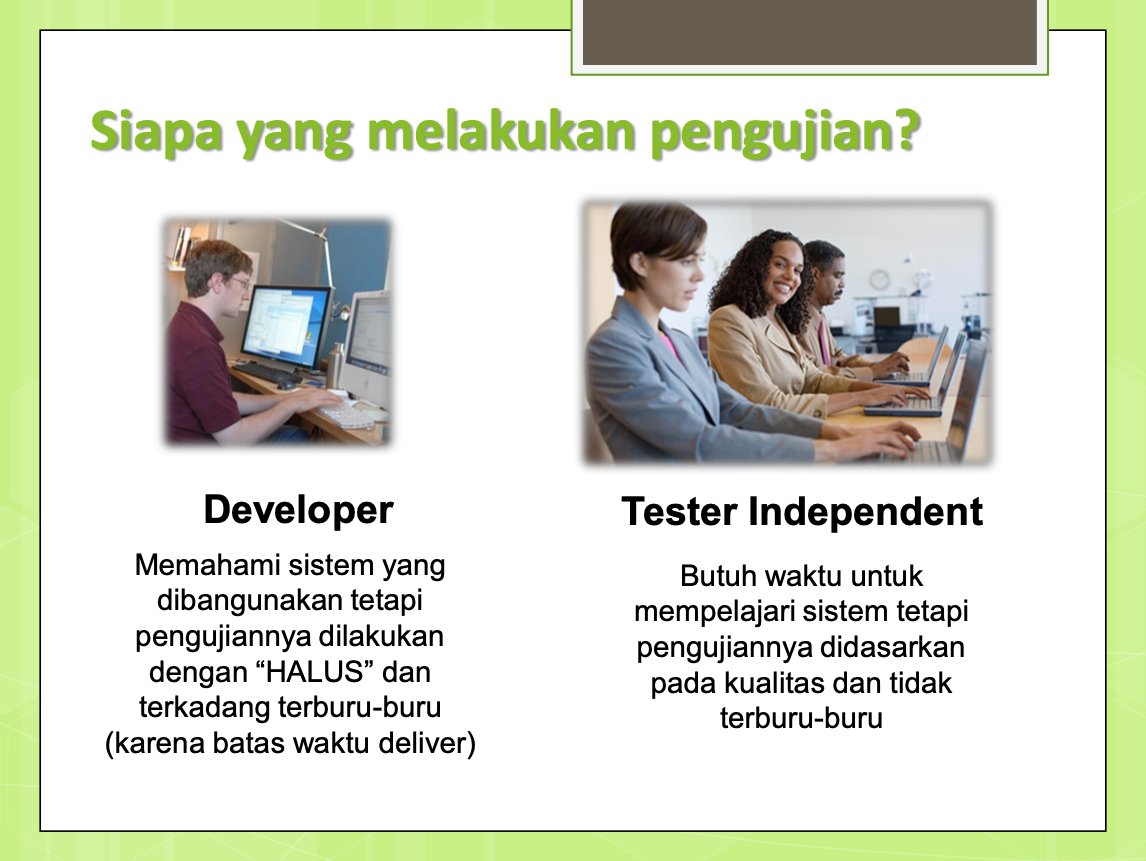 Siapa yang melakukan pengujian?
Developer
Memahami sistem yang
dibangunakan tetapi
pengujiannya dilakukan
dengan “HALUS” dan
terkadang terburu-buru
(karena batas waktu deliver)
Tester Independent
Butuh waktu untuk
mempelajari sistem tetapi
pengujiannya didasarkan
pada kualitas dan tidak
terburu-buru